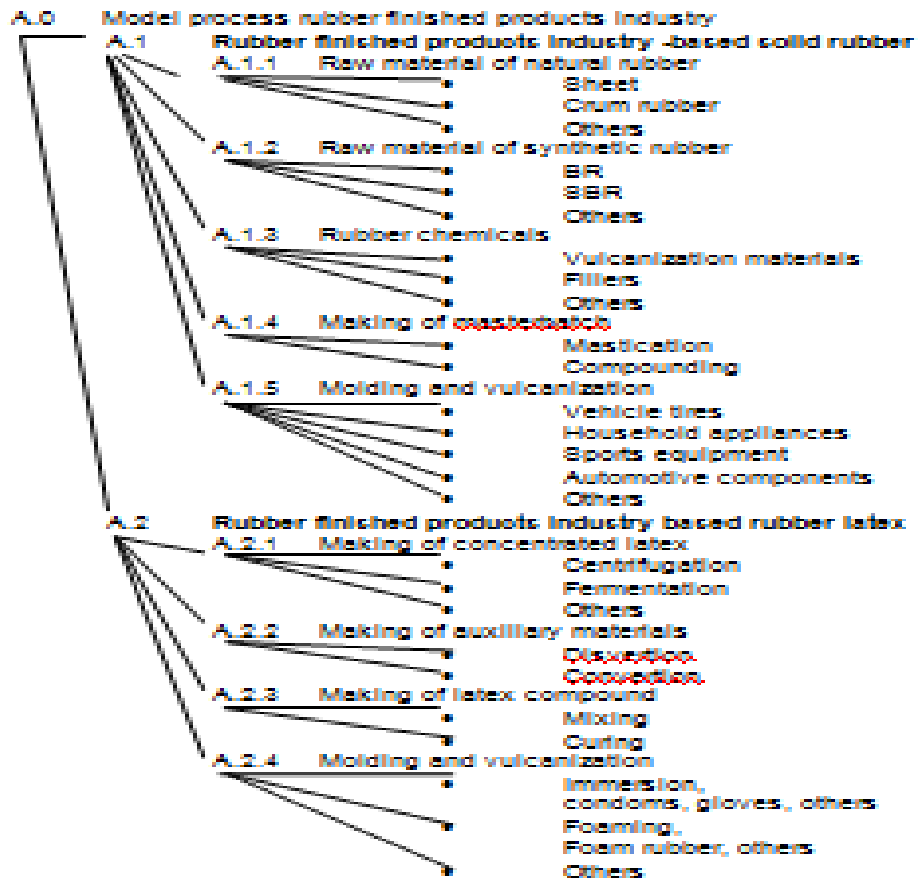 A.0 Model process rubber finished products industry
A.1 Rubber finished products industry -based solid rubber
A.1.1 Raw material of natural rubber
• Sheet
• Crum rubber
• Others
A.1.2 Raw material of synthetic rubber
• BR
• SBR
• Others
A.1.3 Rubber chemicals
• Vulcanization materials
• Fillers
• Others
A.1.4 Making of masterbatch
• Mastication
• Compounding
A.1.5 Molding and vulcanization
• Vehicle tires
• Household appliances
• Sports equipment
• Automotive components
• Others
A.2 Rubber finished products industry based rubber latex
A.2.1 Making of concentrated latex
• Centrifugation
• Fermentation
• Others
A.2.2 Making of auxiliary materials
•
•
A.2.3 Making of latex compound
• Mixing
• Curing
A.2.4 Molding and vulcanization
• Immersion,
condoms, gloves, others
• Foaming,
Foam rubber, others
• Others